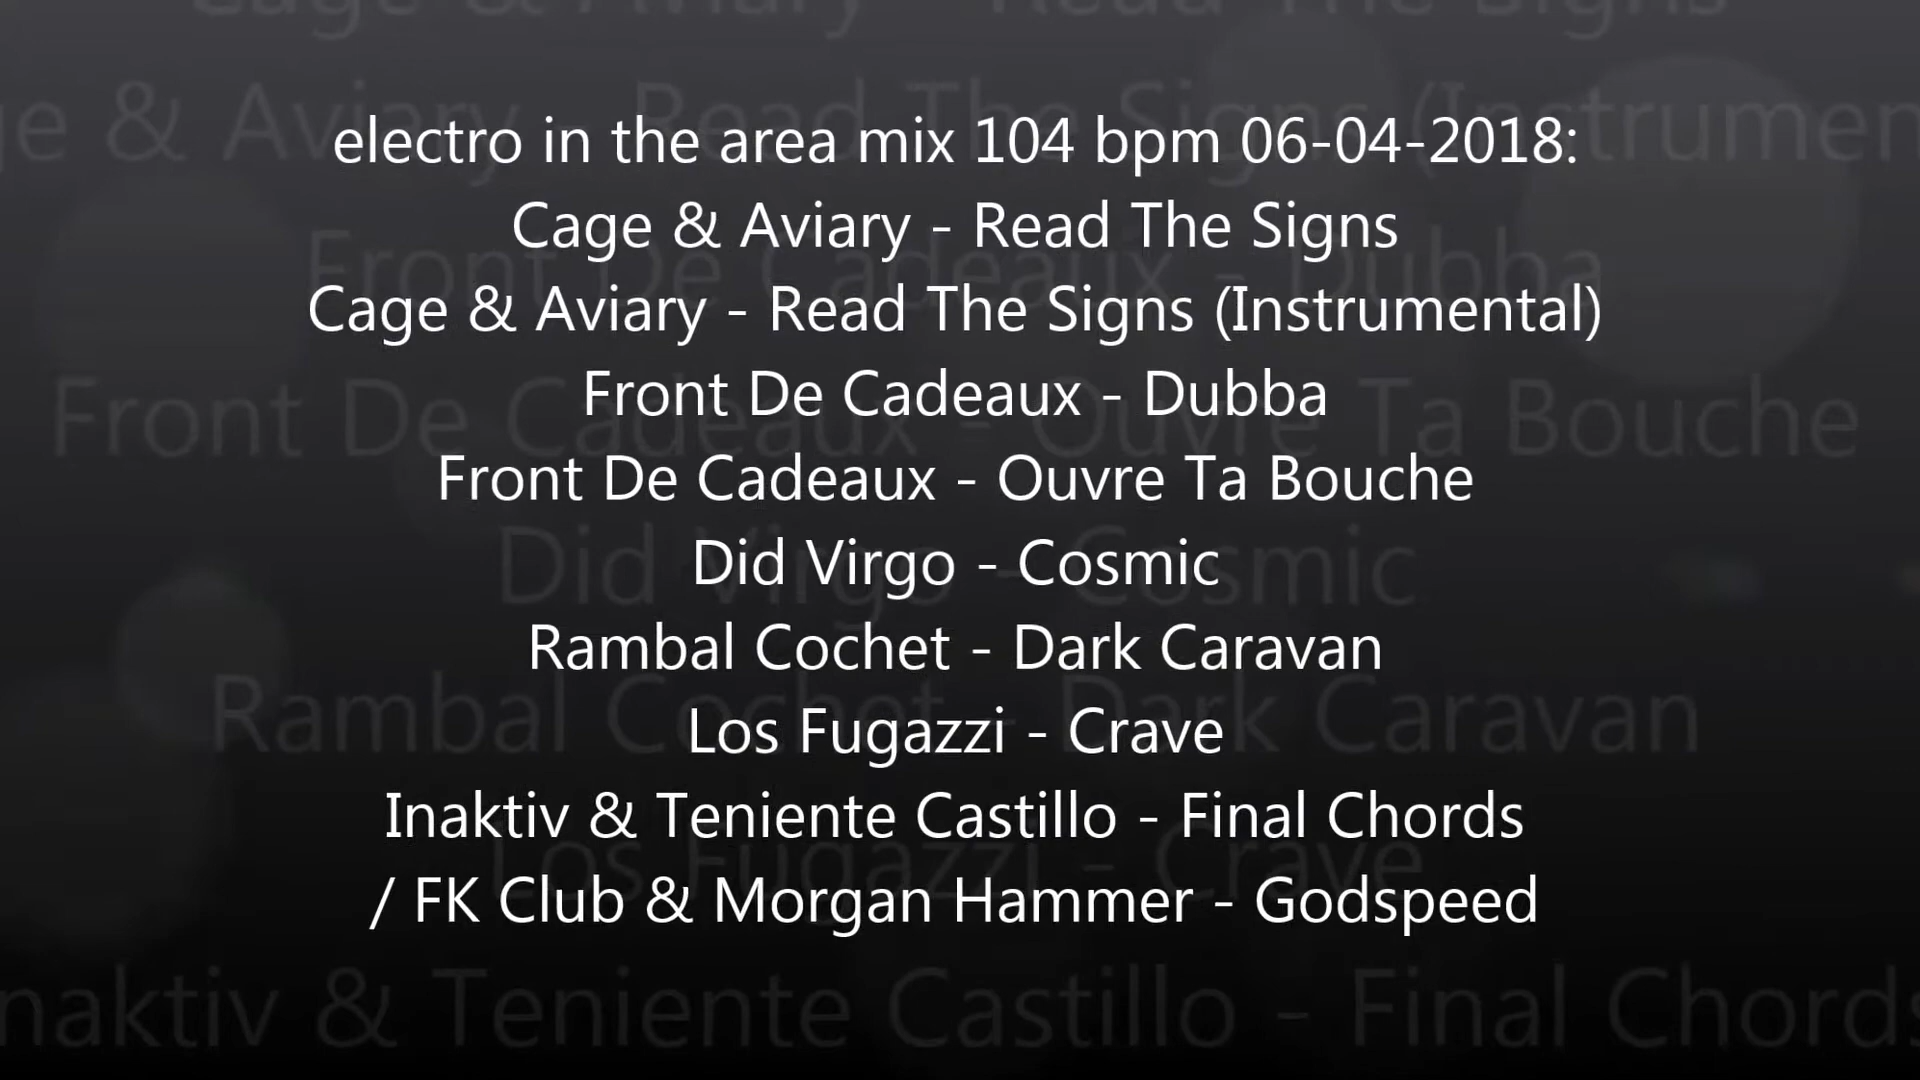 electro in the area mix 104 bpm 06-04-2018:
Cage & Aviary - Read The Signs
Cage & Aviary - Read The Signs (Instrumental)
Front De Cadeaux - Dubba
Front De Cadeaux - Ouvre Ta Bouche
Did Virgo - Cosmic
Rambal Cochet - Dark Caravan
Los Fugazzi - Crave
Inaktiv & Teniente Castillo - Final Chords
/ FK Club & Morgan Hammer - Godspeed